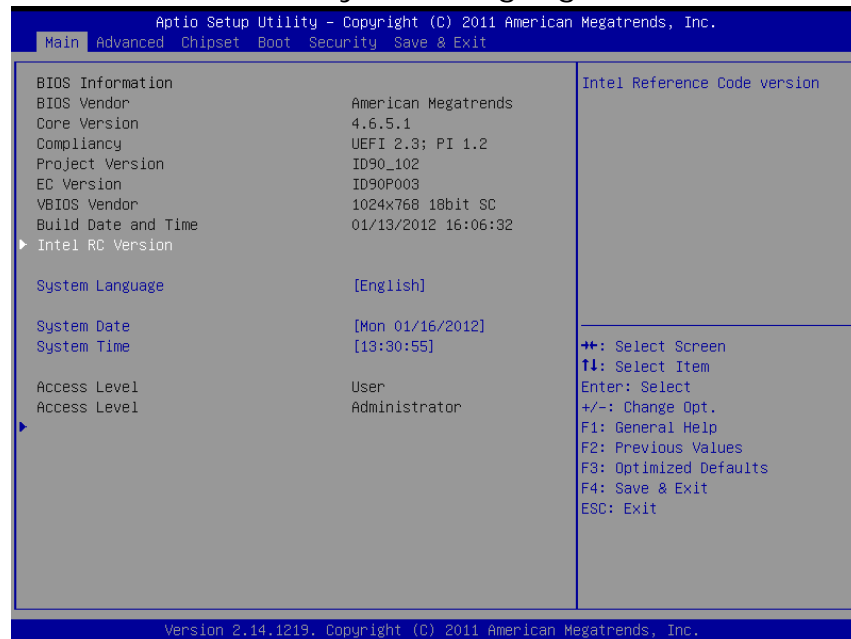 Aptio Setup Utility – Copyright (C) 2011 American Megatrends, Inc.
Main Advanced Chipset Boot Security Save & Exit
BIOS Information
BIOS Vendor American Megatrends
Core Version 4.6.5.1
Compliancy UEFI 2.3; PI 1.2
Project Version ID90_102
EC Version ID90P003
VBIOS Vendor 1024x768 18bit SC
Build Date and Time 01/13/2012 16:06:32
Intel RC Version
System Language [English]
System Date [Mon 01/16/2012]
System Time [13:30:55]
Access Level User
Access Level Administrator
Intel Reference Code version
→←: Select Screen
↑↓: Select Item
Enter: Select
+/-: Change Opt.
F1: General Help
F2: Previous Values
F3: Optimized Defaults
F4: Save & Exit
ESC: Exit
Version 2.14.1219. Copyright (C) 2011 American Megatrends, Inc.